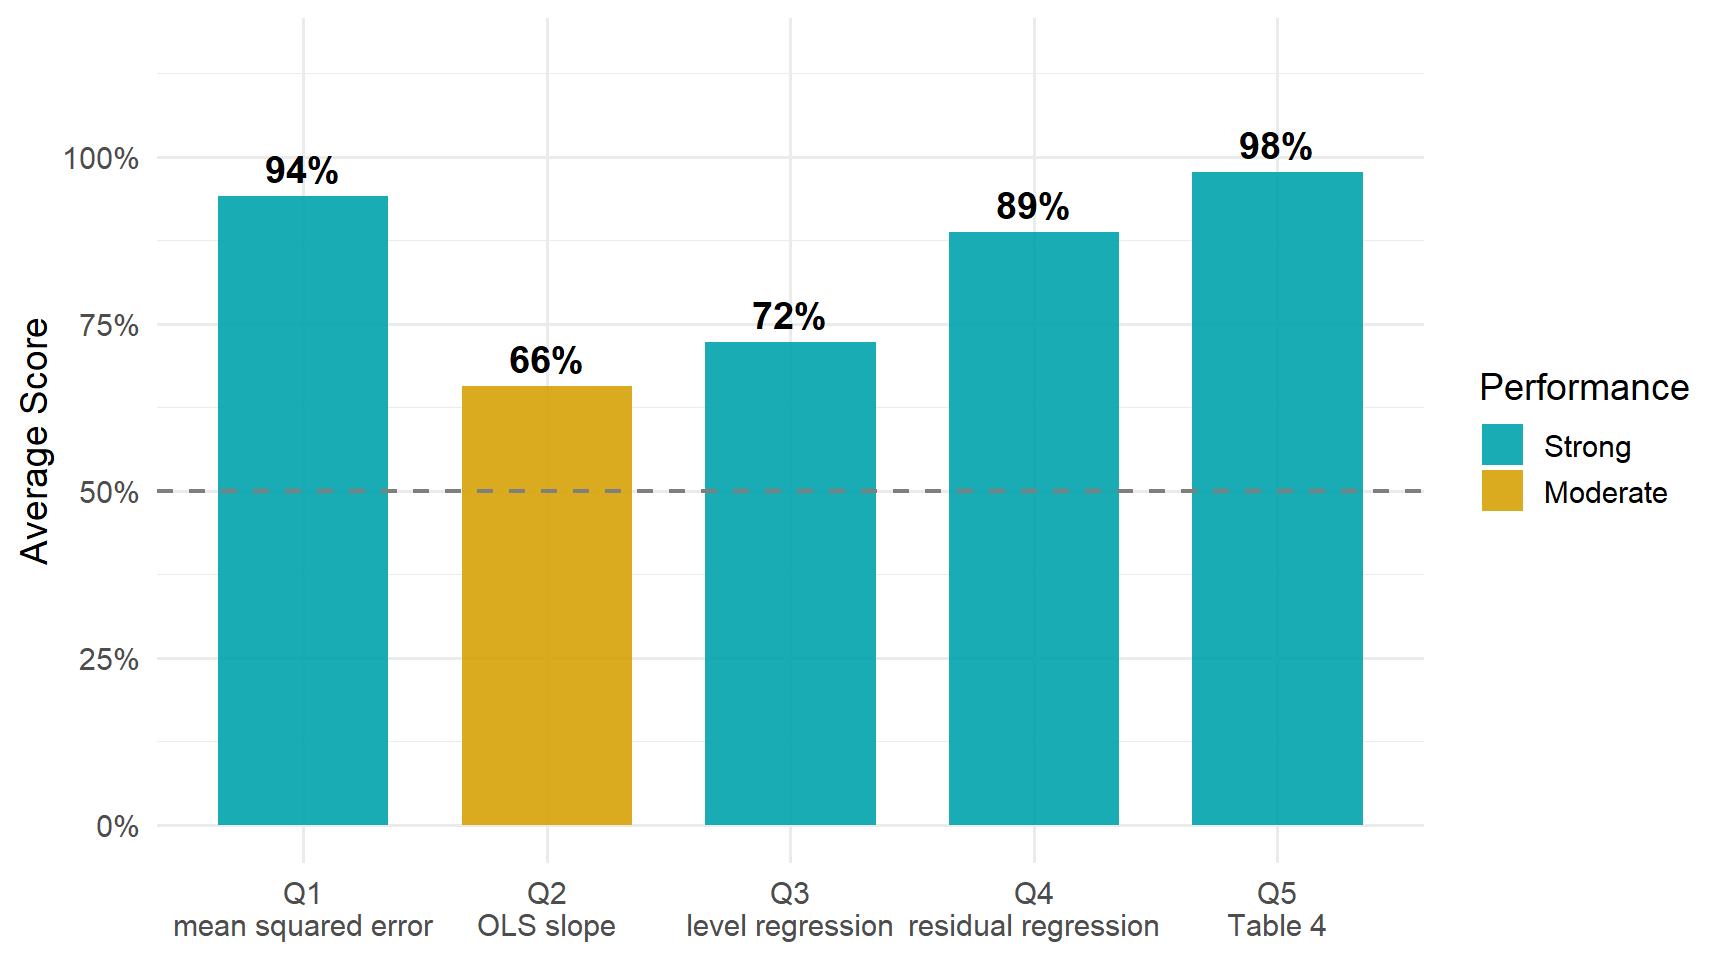 Average Score
100%
75%
50%
25%
0%
94%
66%
72%
89%
98%
Q1
mean squared error
Q2
OLS slope
Q3
level regression
Q4
residual regression
Q5
Table 4
Performance
Strong
Moderate